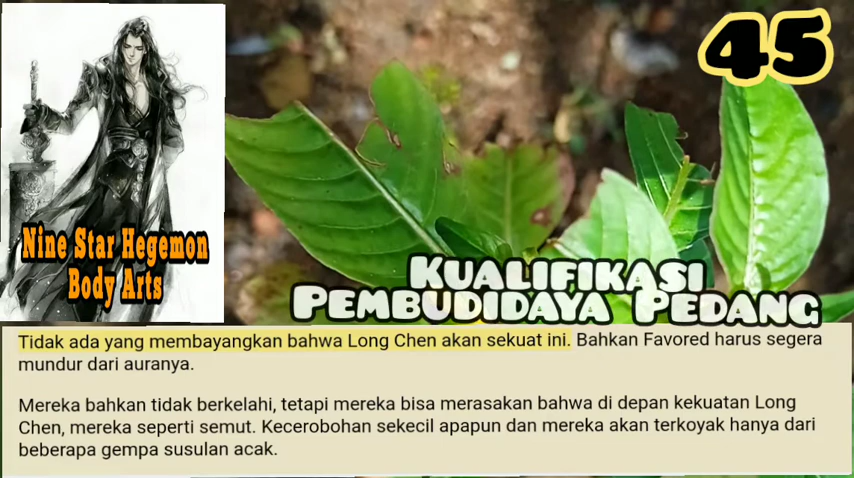 45
Nine Star Hegemon
Body Arts
Kualifikasi
Pembudidaya Pedang
Tidak ada yang membayangkan bahwa Long Chen akan sekuat ini. Bahkan Favored harus segera
mundur dari auranya.
Mereka bahkan tidak berkelahi, tetapi mereka bisa merasakan bahwa di depan kekuatan Long
Chen, mereka seperti semut. Kecerobohan sekecil apapun dan mereka akan terkoyak hanya dari
beberapa gempa susulan acak.